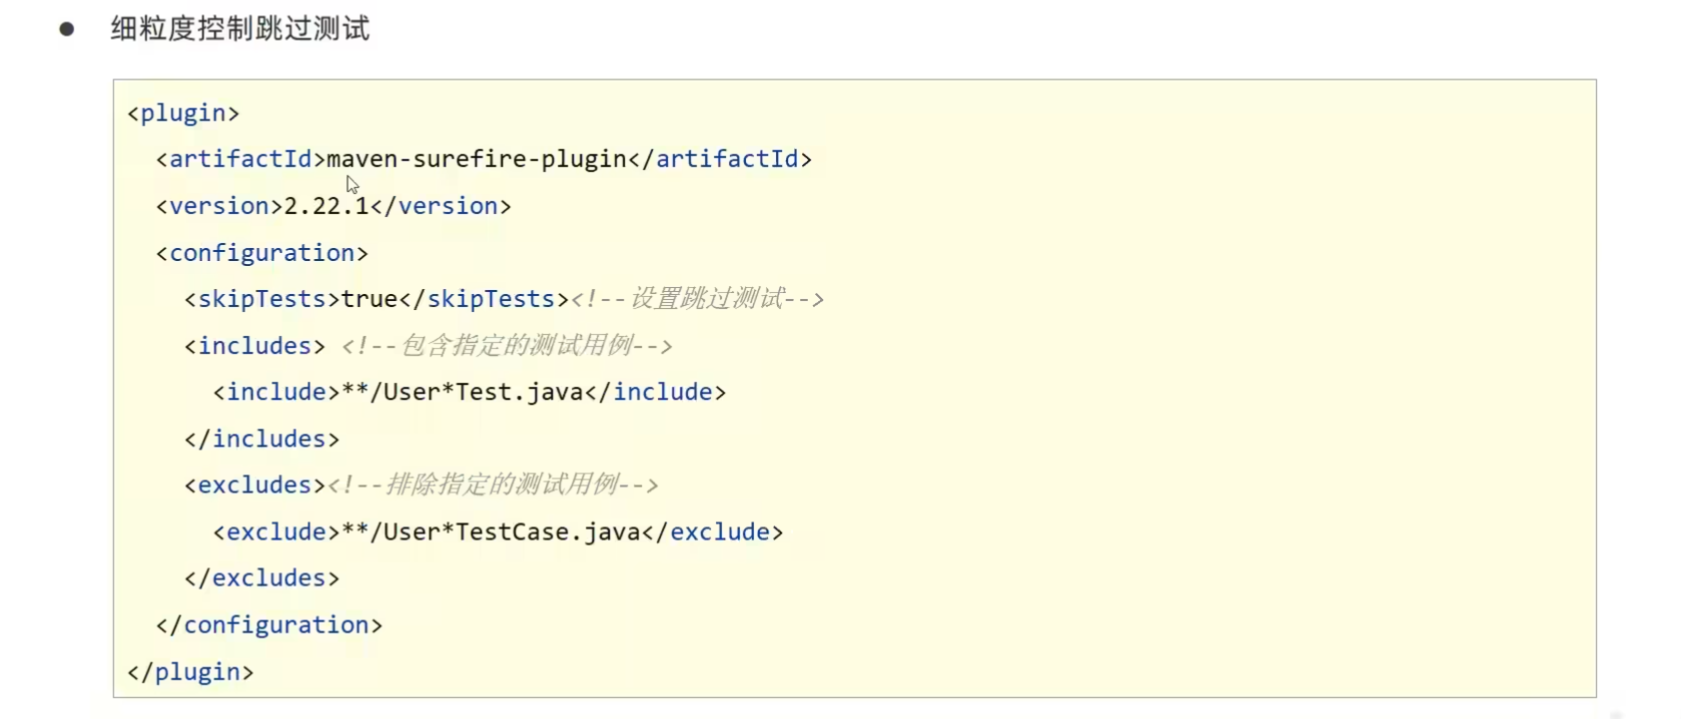 ● 细粒度控制跳过测试
<plugin>
  <artifactId>maven-surefire-plugin</artifactId>
  <version>2.22.1</version>
  <configuration>
    <skipTests>true</skipTests><!--设置跳过测试-->
    <includes> <!--包含指定的测试用例-->
      <include>**/User*Test.java</include>
    </includes>
    <excludes><!--排除指定的测试用例-->
      <exclude>**/User*TestCase.java</exclude>
    </excludes>
  </configuration>
</plugin>